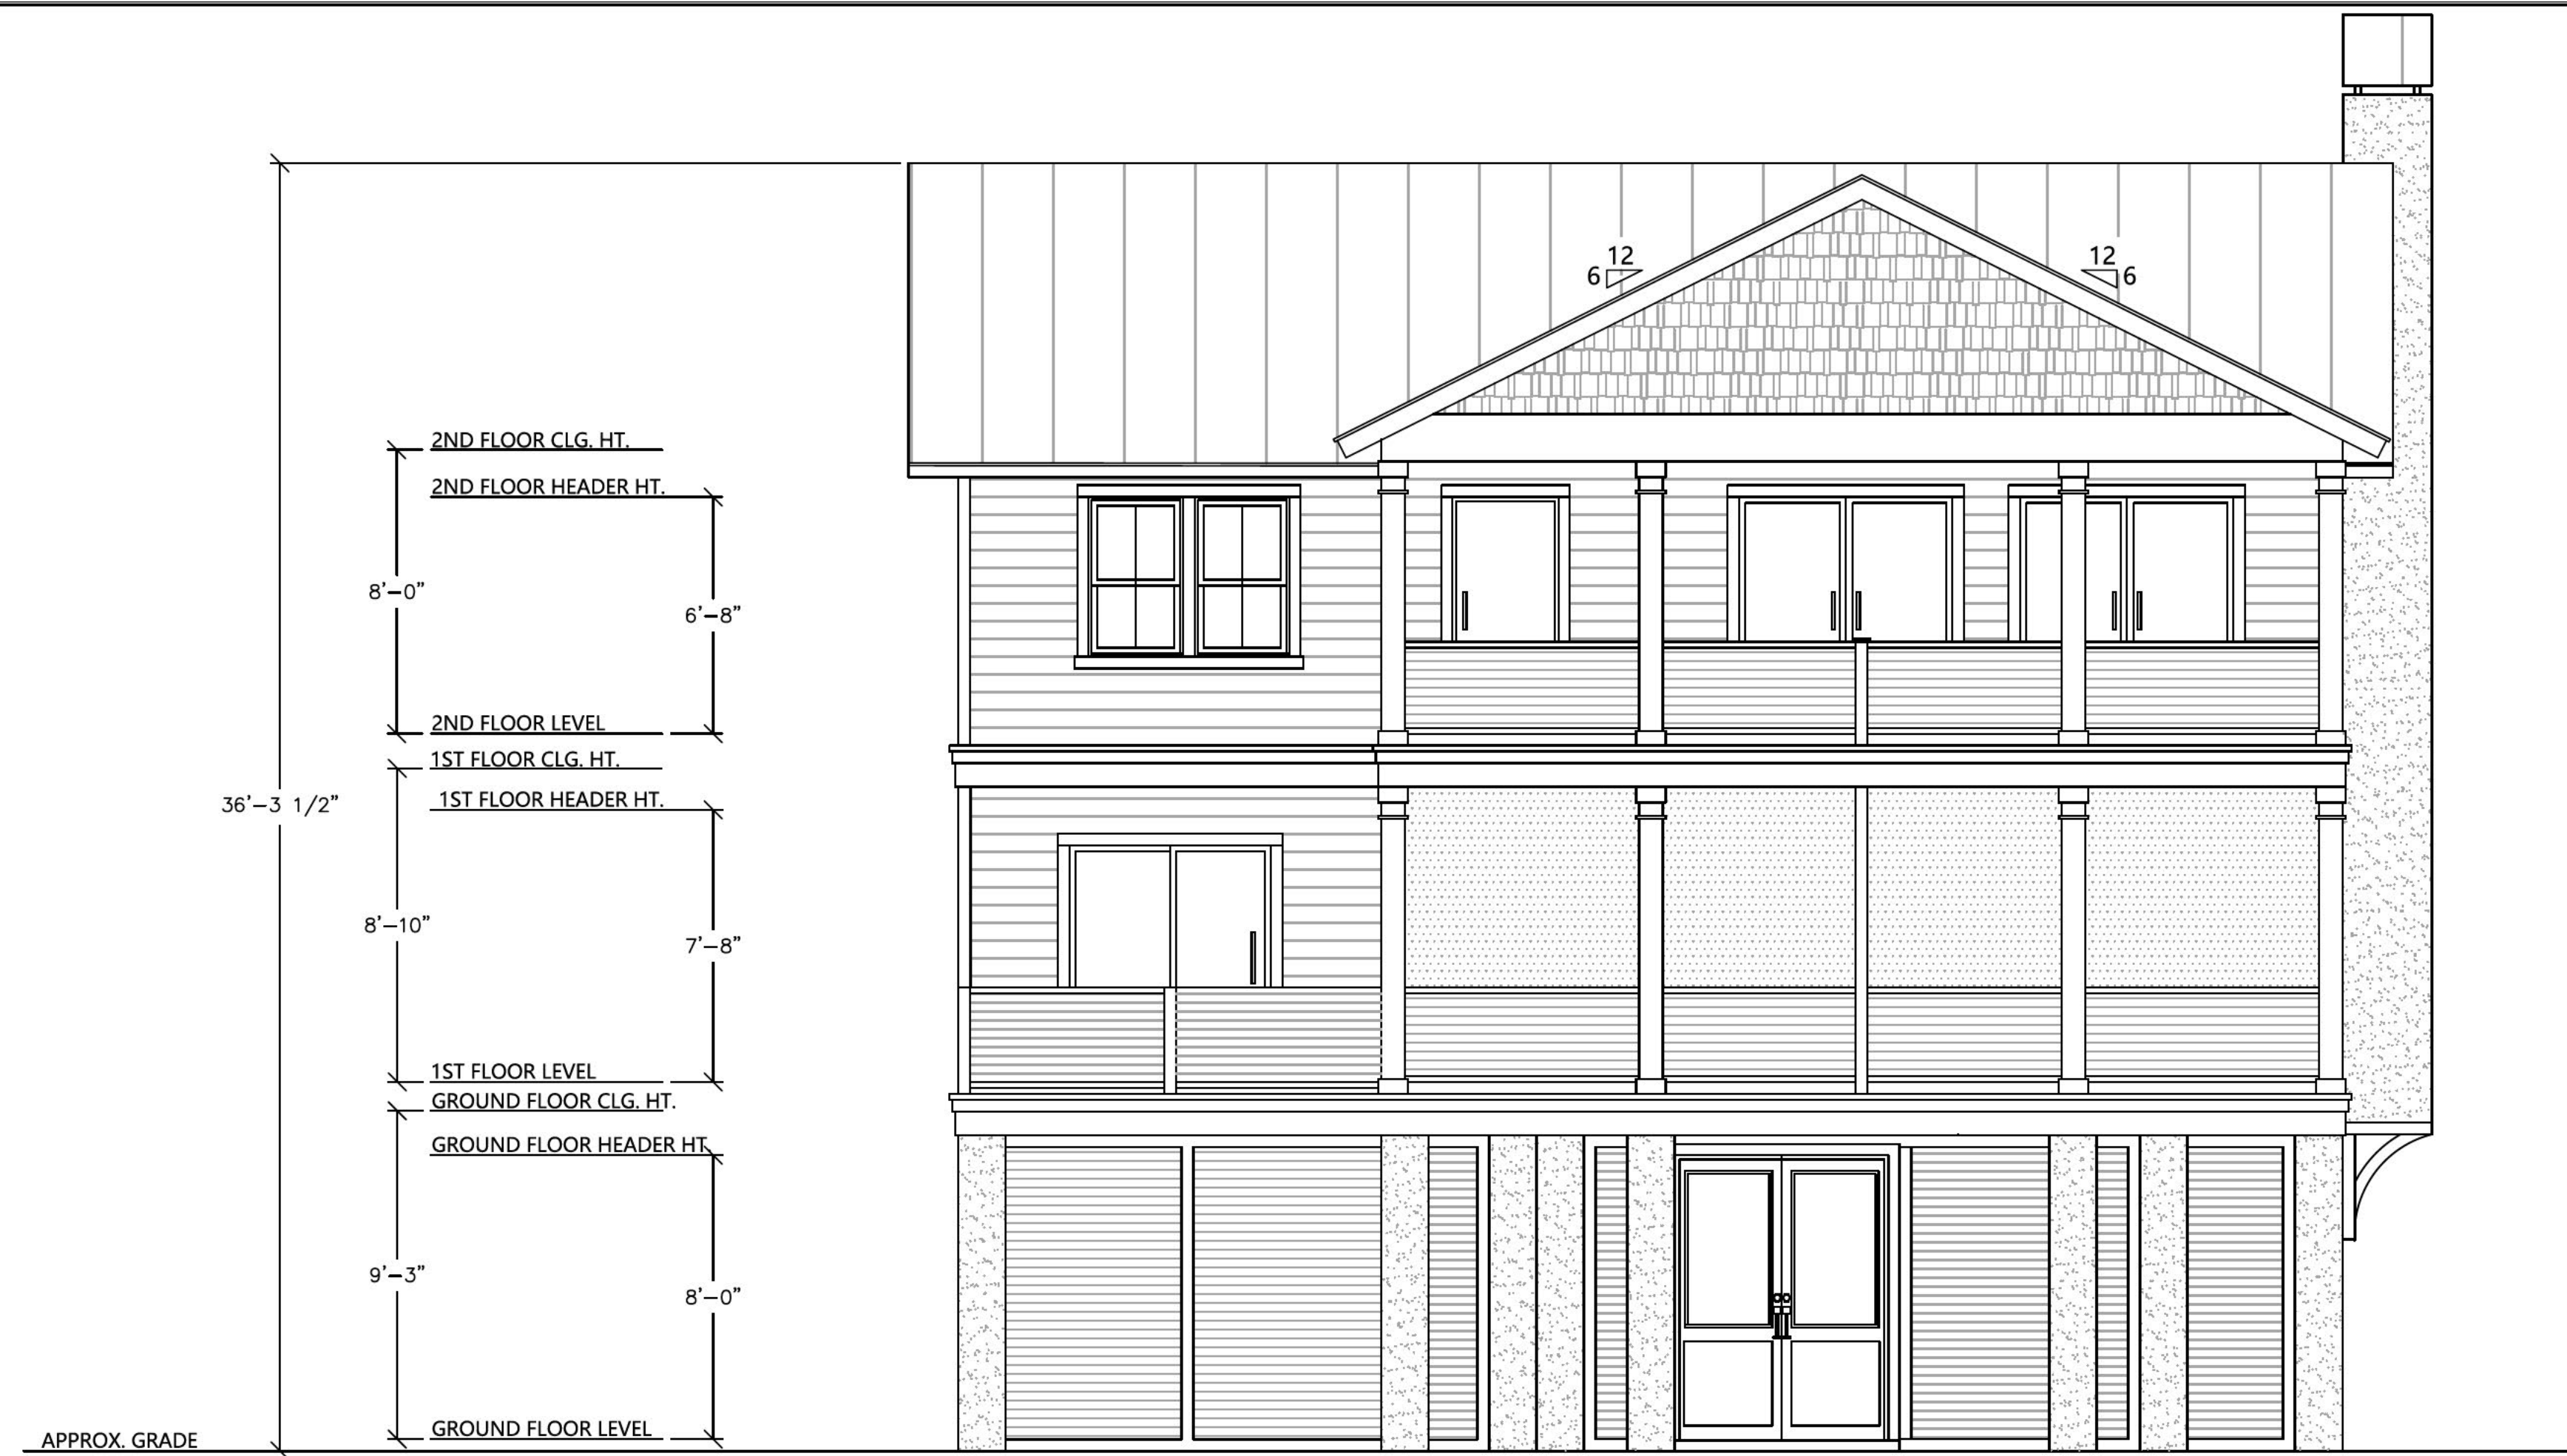 12
12
6
6
2ND FLOOR CLG. HT.
2ND FLOOR HEADER HT.
8'-0"
6'-8"
2ND FLOOR LEVEL
1ST FLOOR CLG. HT.
36'-3 1/2"
1ST FLOOR HEADER HT.
8'-10"
7'-8"
1ST FLOOR LEVEL
GROUND FLOOR CLG. HT.
GROUND FLOOR HEADER HT.
9'-3"
8'-0"
GROUND FLOOR LEVEL
APPROX. GRADE